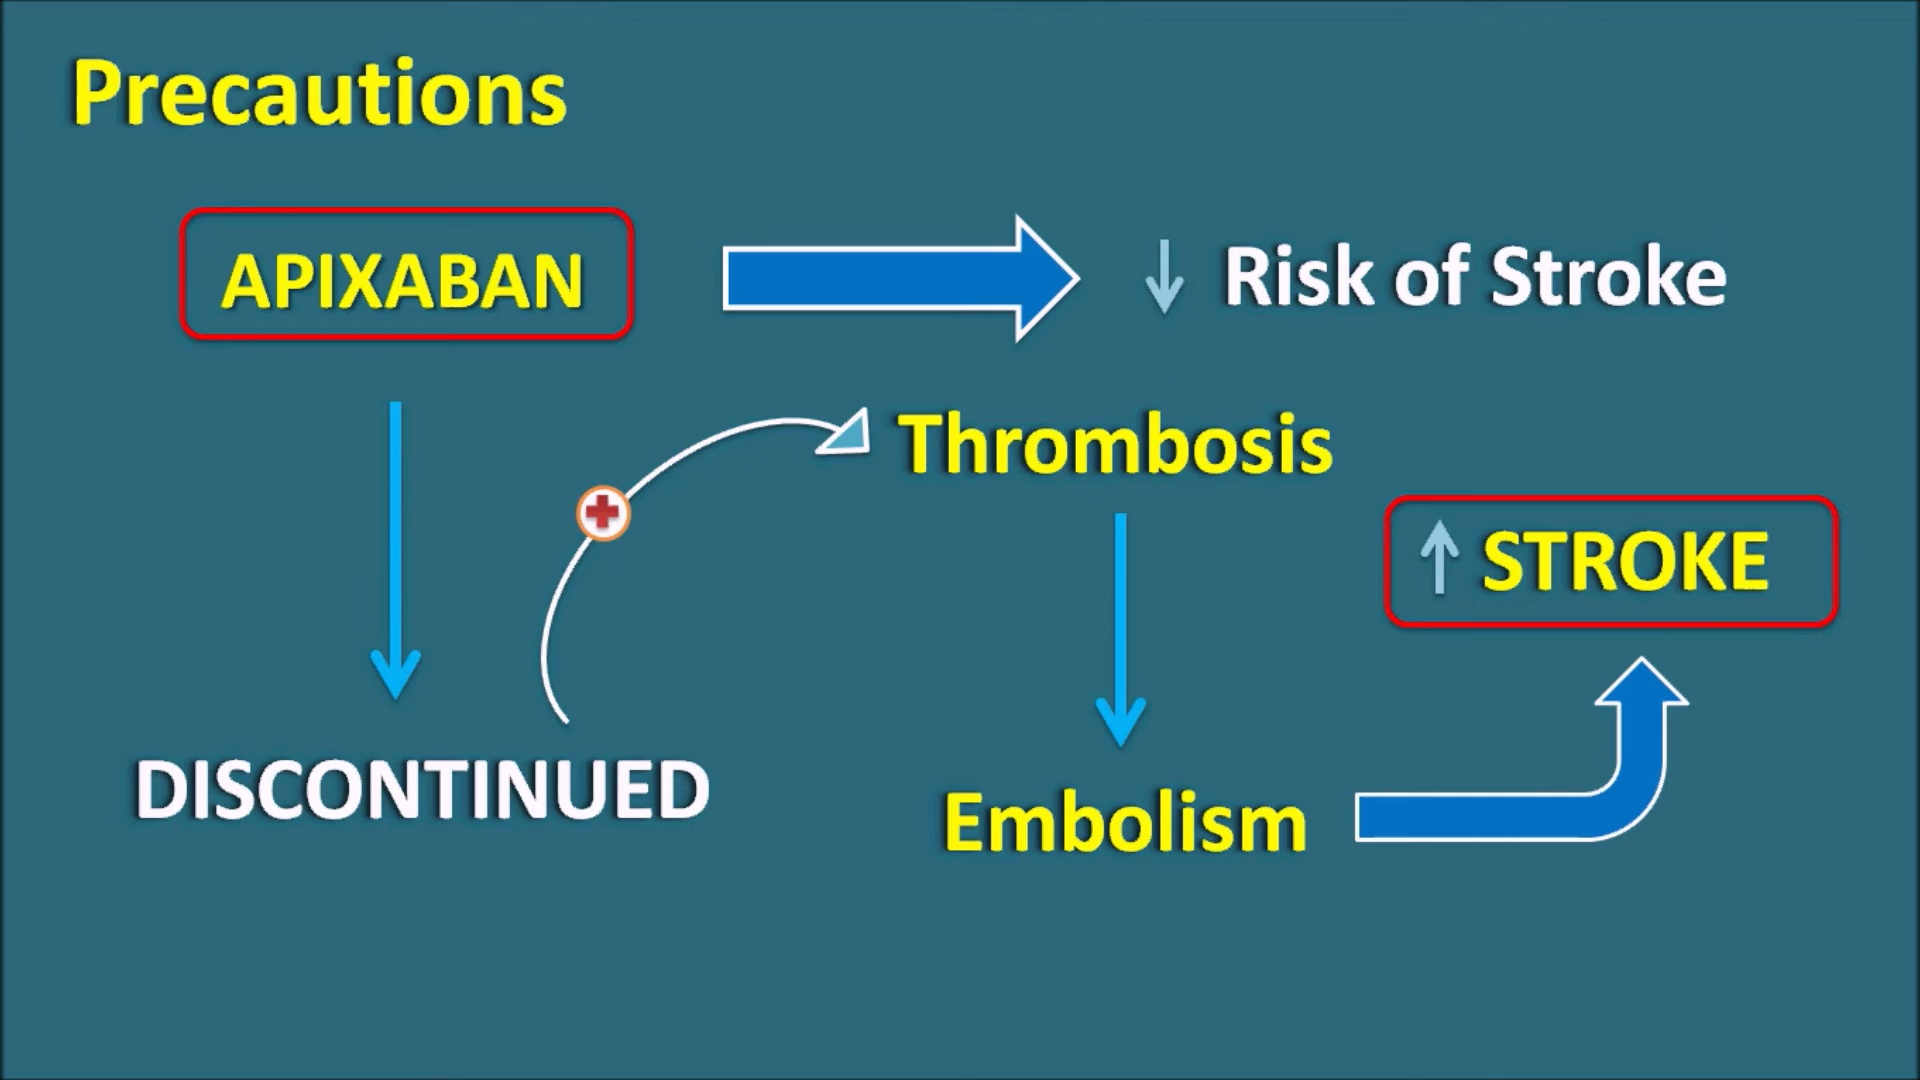 Precautions
APIXABAN
↓ Risk of Stroke
Thrombosis
↑ STROKE
DISCONTINUED
Embolism